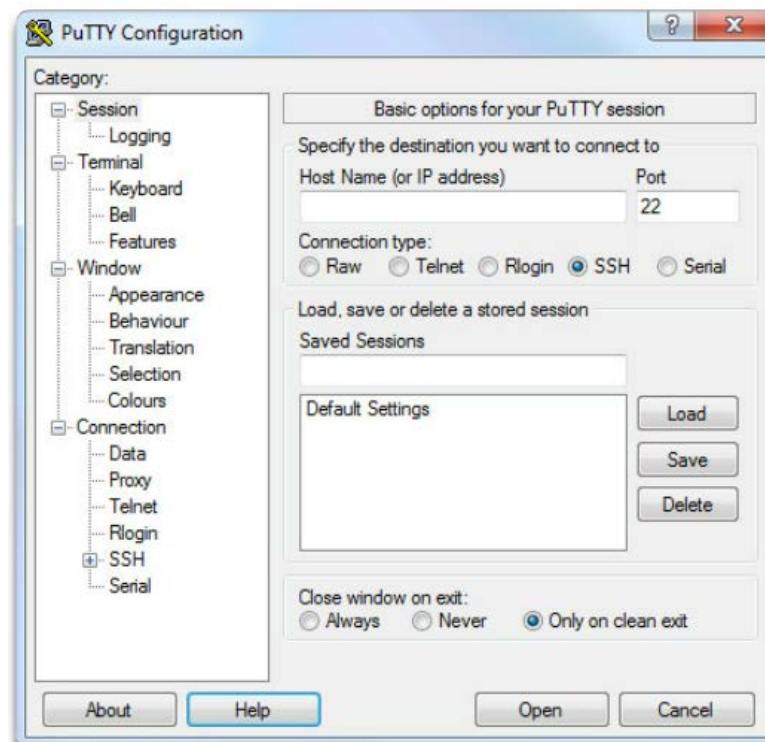 PuTTY Configuration
?
X
Category:
Session
Logging
Terminal
Keyboard
Bell
Features
Window
Appearance
Behaviour
Translation
Selection
Colours
Connection
Data
Proxy
Telnet
Rlogin
SSH
Serial
Basic options for your PuTTY session
Specify the destination you want to connect to
Host Name (or IP address) Port
22
Connection type:
Raw Telnet Rlogin SSH Serial
Load, save or delete a stored session
Saved Sessions
Default Settings
Load
Save
Delete
Close window on exit:
Always Never Only on clean exit
About Help Open Cancel